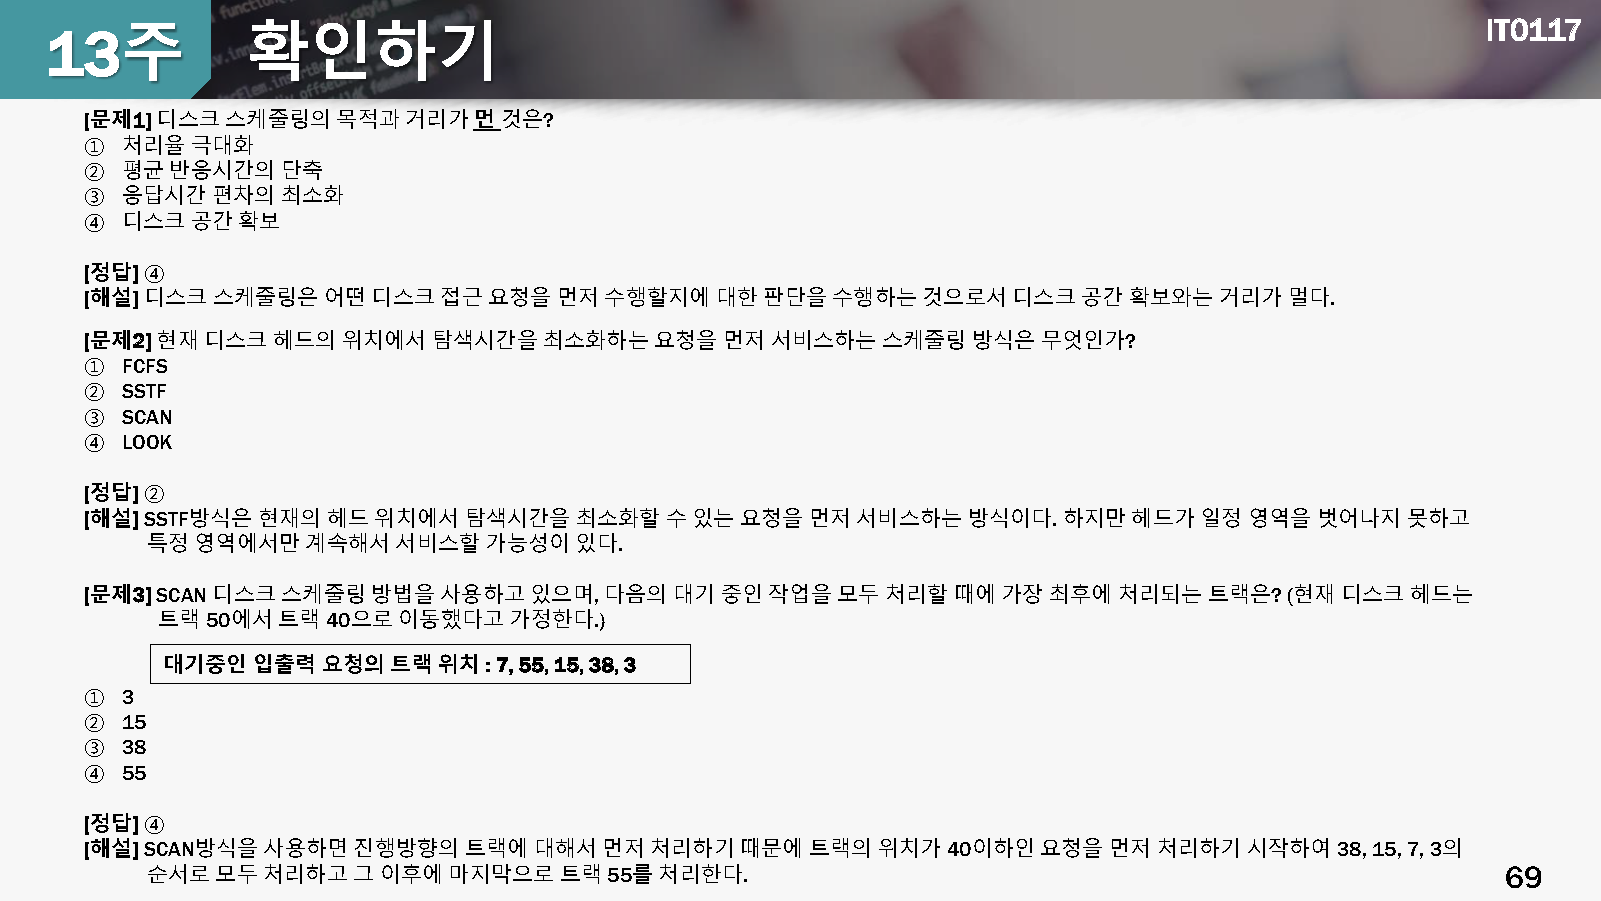 13주 확인하기
IT0117
[문제1] 디스크 스케줄링의 목적과 거리가 먼 것은?
① 처리율 극대화
② 평균 반응시간의 단축
③ 응답시간 편차의 최소화
④ 디스크 공간 확보
[정답] ④
[해설] 디스크 스케줄링은 어떤 디스크 접근 요청을 먼저 수행할지에 대한 판단을 수행하는 것으로서 디스크 공간 확보와는 거리가 멀다.
[문제2] 현재 디스크 헤드의 위치에서 탐색시간을 최소화하는 요청을 먼저 서비스하는 스케줄링 방식은 무엇인가?
① FCFS
② SSTF
③ SCAN
④ LOOK
[정답] ②
[해설] SSTF방식은 현재의 헤드 위치에서 탐색시간을 최소화할 수 있는 요청을 먼저 서비스하는 방식이다. 하지만 헤드가 일정 영역을 벗어나지 못하고
특정 영역에서만 계속해서 서비스할 가능성이 있다.
[문제3] SCAN 디스크 스케줄링 방법을 사용하고 있으며, 다음의 대기 중인 작업을 모두 처리할 때에 가장 최후에 처리되는 트랙은? (현재 디스크 헤드는
트랙 50에서 트랙 40으로 이동했다고 가정한다.)
대기중인 입출력 요청의 트랙 위치 : 7, 55, 15, 38, 3
① 3
② 15
③ 38
④ 55
[정답] ④
[해설] SCAN방식을 사용하면 진행방향의 트랙에 대해서 먼저 처리하기 때문에 트랙의 위치가 40이하인 요청을 먼저 처리하기 시작하여 38, 15, 7, 3의
순서로 모두 처리하고 그 이후에 마지막으로 트랙 55를 처리한다.
69